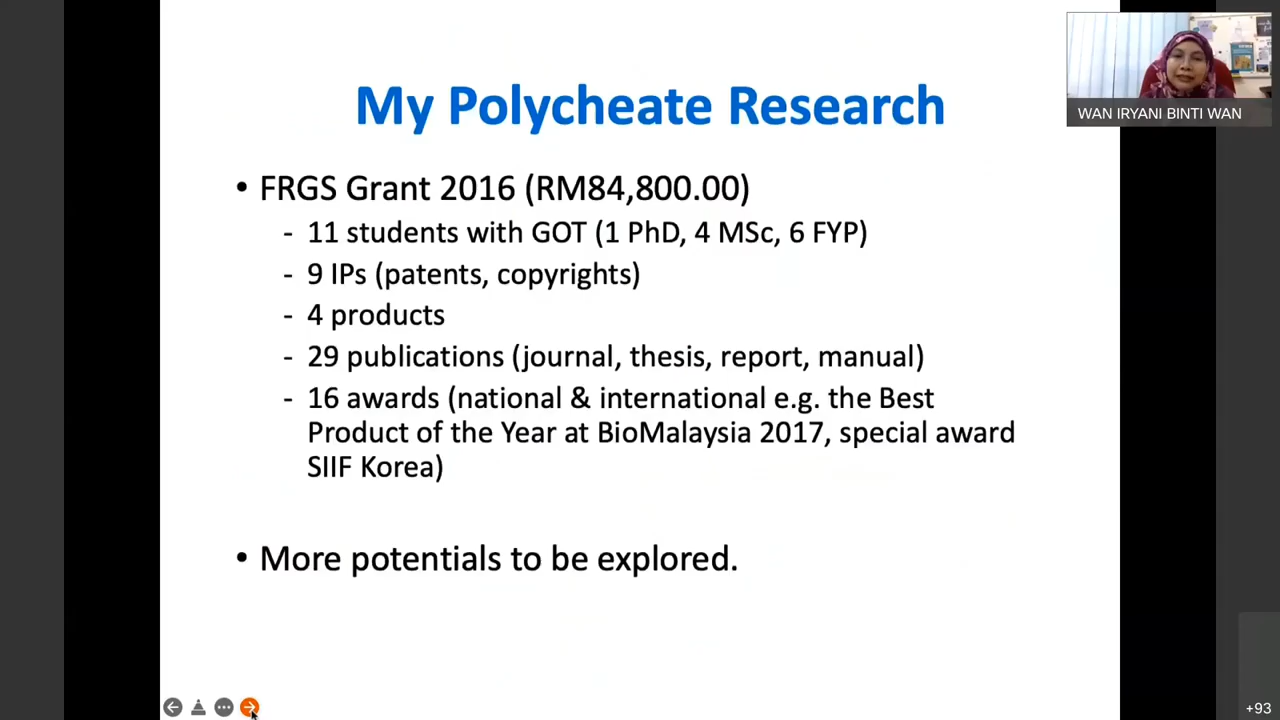 My Polycheate Research
WAN IRYANI BINTI WAN
• FRGS Grant 2016 (RM84,800.00)
- 11 students with GOT (1 PhD, 4 MSc, 6 FYP)
- 9 IPs (patents, copyrights)
- 4 products
- 29 publications (journal, thesis, report, manual)
- 16 awards (national & international e.g. the Best
Product of the Year at BioMalaysia 2017, special award
SIIF Korea)
• More potentials to be explored.
+93